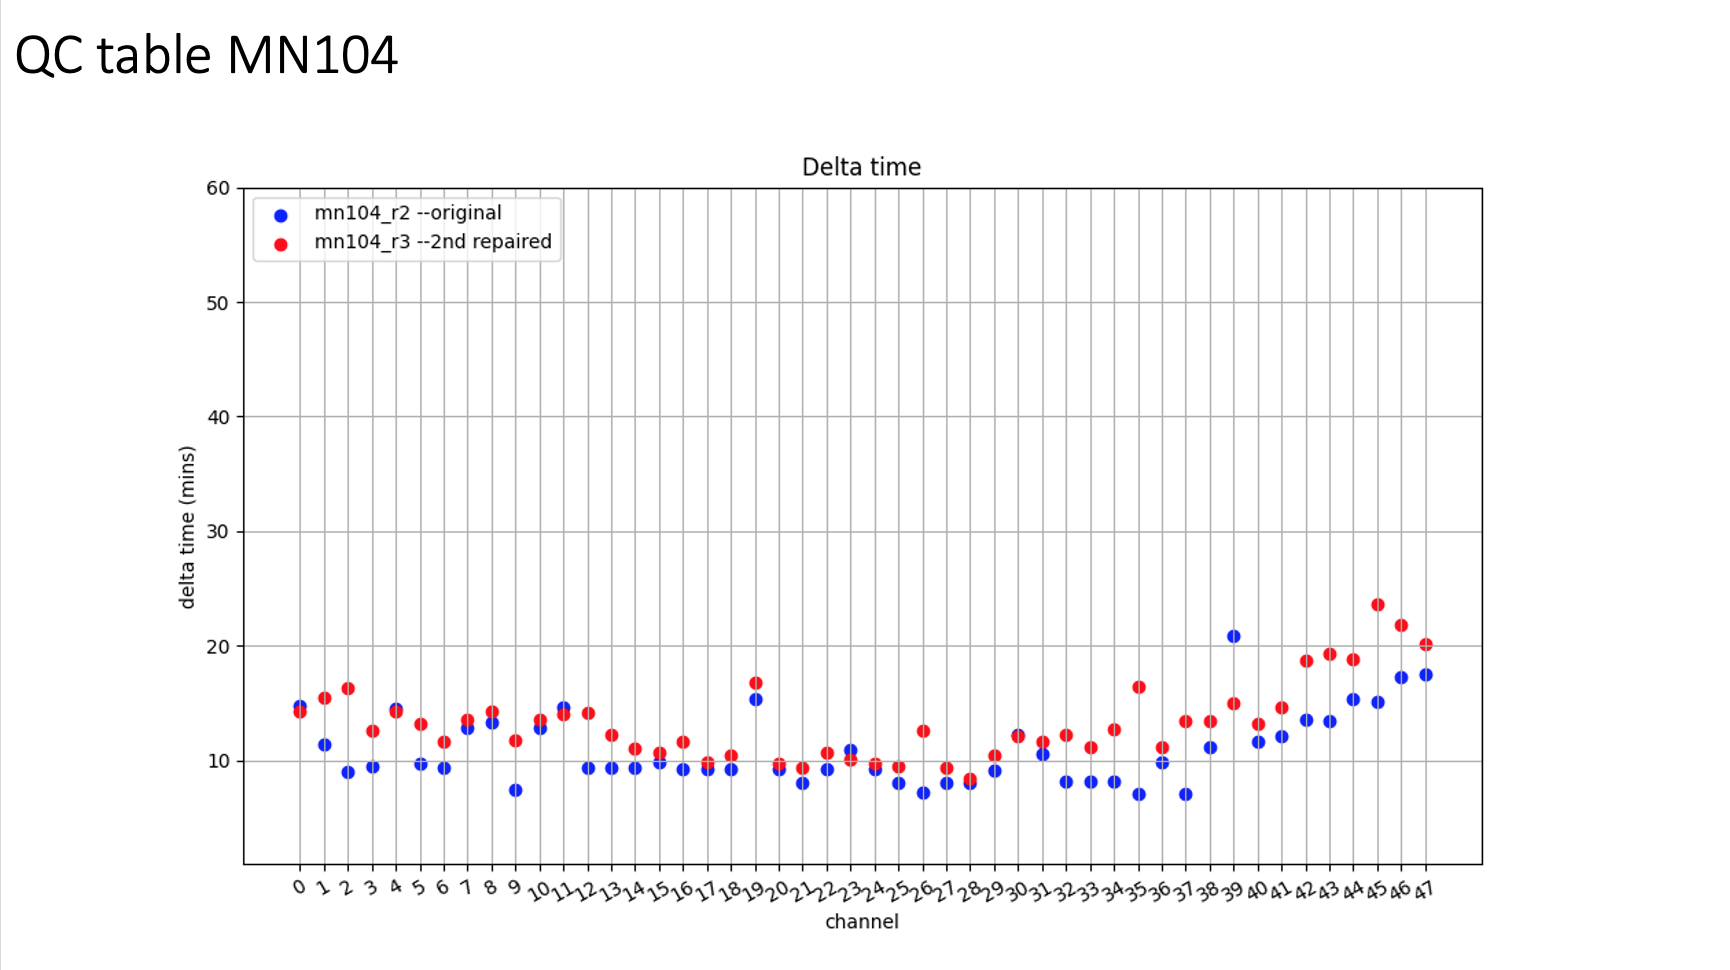 QC table MN104
Delta time
60
mn104_r2 --original
mn104_r3 --2nd repaired
50
40
30
20
10
delta time (mins)
0 1 2 3 4 5 6 7 8 9 10 11 12 13 14 15 16 17 18 19 20 21 22 23 24 25 26 27 28 29 30 31 32 33 34 35 36 37 38 39 40 41 42 43 44 45 46 47
channel